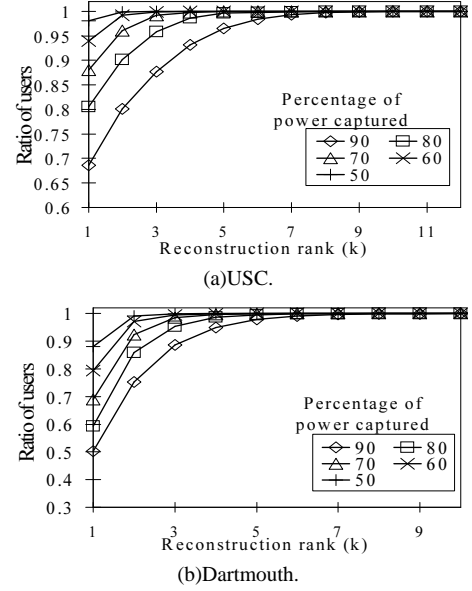 1
0.95
0.9
0.85
0.8
0.75
0.7
0.65
0.6
Ratio of users
Percentage of
power captured
90 80
70 60
50
1 3 5 7 9 11
Reconstruction rank (k)
(a)USC.
1
0.9
0.8
0.7
0.6
0.5
0.4
0.3
Ratio of users
Percentage of
power captured
90 80
70 60
50
1 3 5 7 9
Reconstruction rank (k)
(b)Dartmouth.